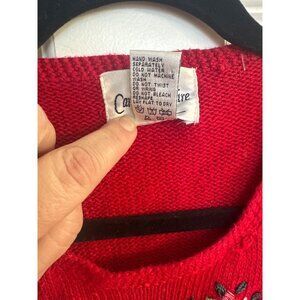 HAND WASH
SEPARATELY
COLD WATER
DO NOT MACHINE
WASH
DO NOT TWIST
OR WRING
DO NOT BLEACH
RESHAPE
LAY FLAT TO DRY